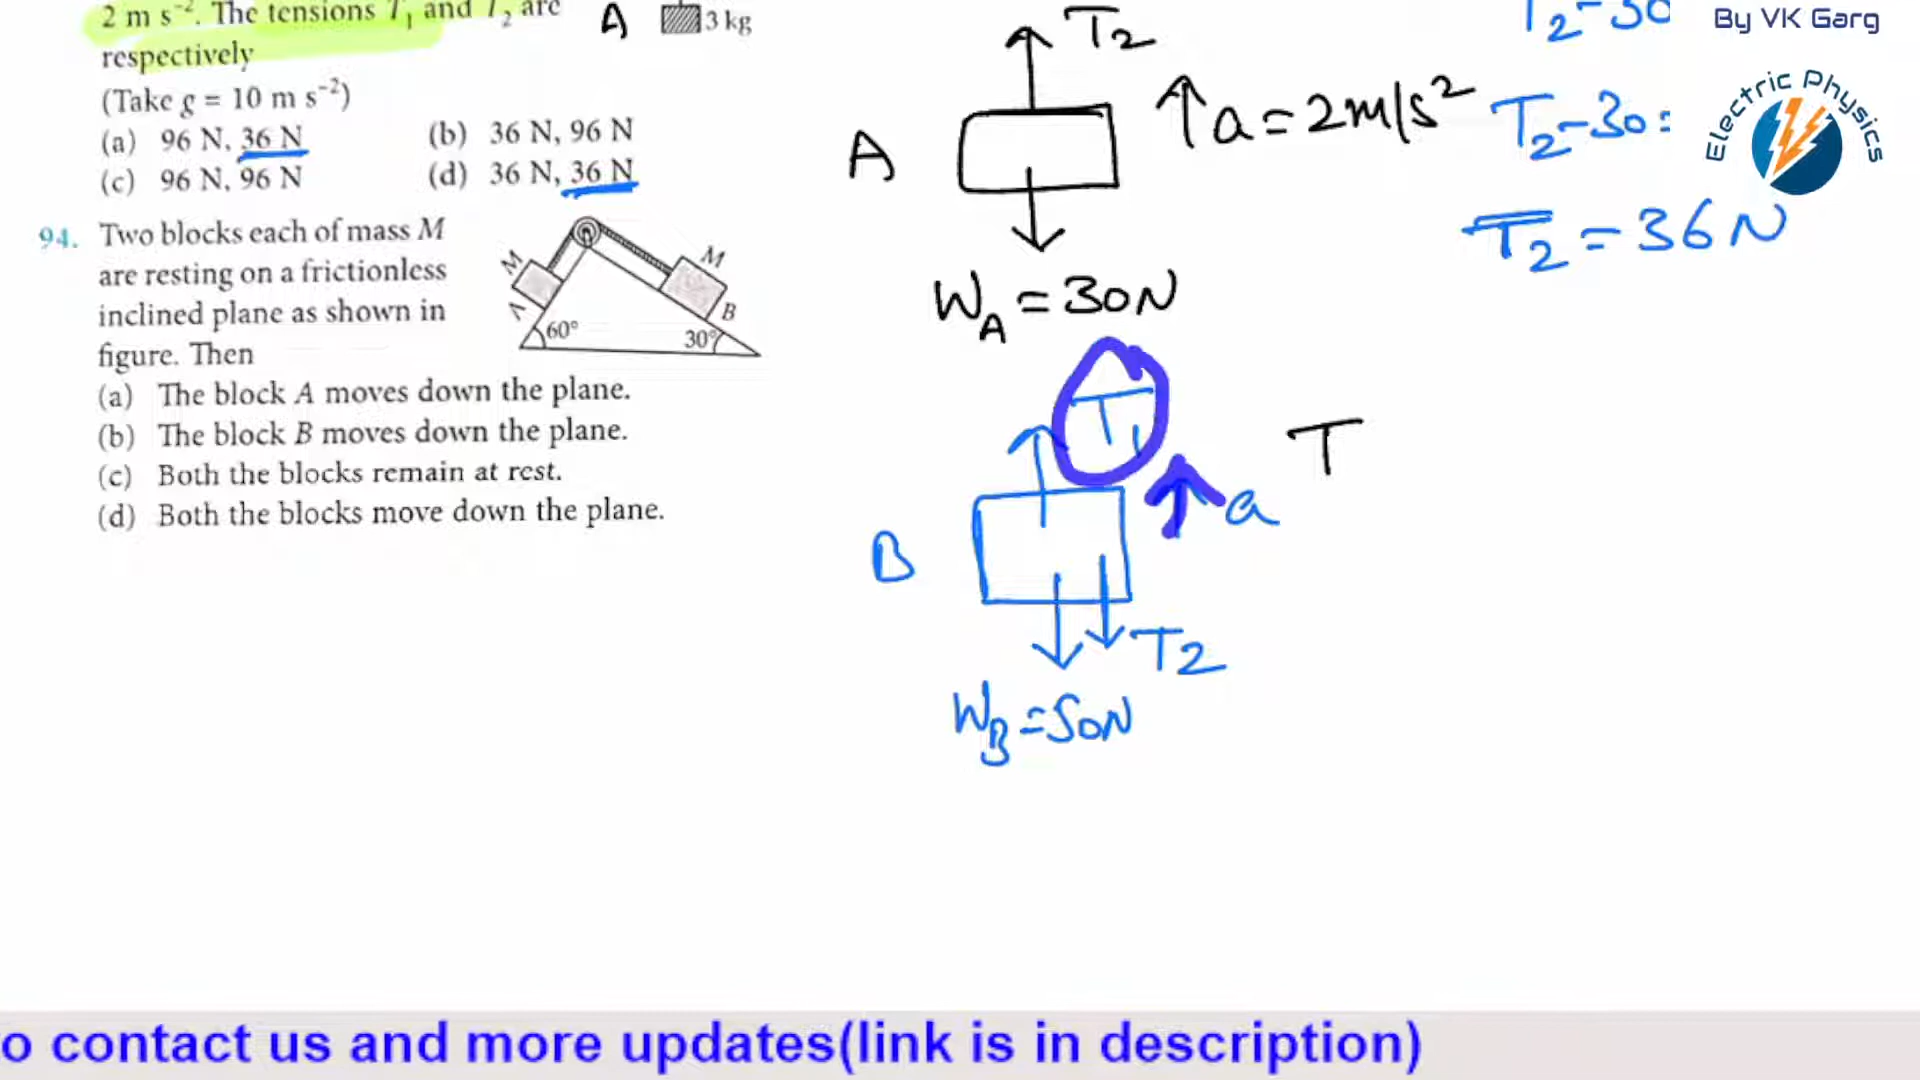 2 m s⁻². The tensions T₁ and T₂ are
respectively
(Take g = 10 m s⁻²)
(a) 96 N, 36 N (b) 36 N, 96 N
(c) 96 N, 96 N (d) 36 N, 36 N
A 3 kg
94. Two blocks each of mass M
are resting on a frictionless
inclined plane as shown in
figure. Then
M M
A B
60° 30°
(a) The block A moves down the plane.
(b) The block B moves down the plane.
(c) Both the blocks remain at rest.
(d) Both the blocks move down the plane.
T₂
A a = 2 m/s²
W_A = 30N
T₂-30
T₂-30=
T₂ = 36 N
T₁
a
T
B
T₂
W_B = 50N
By VK Garg
Electric Physics
o contact us and more updates(link is in description)